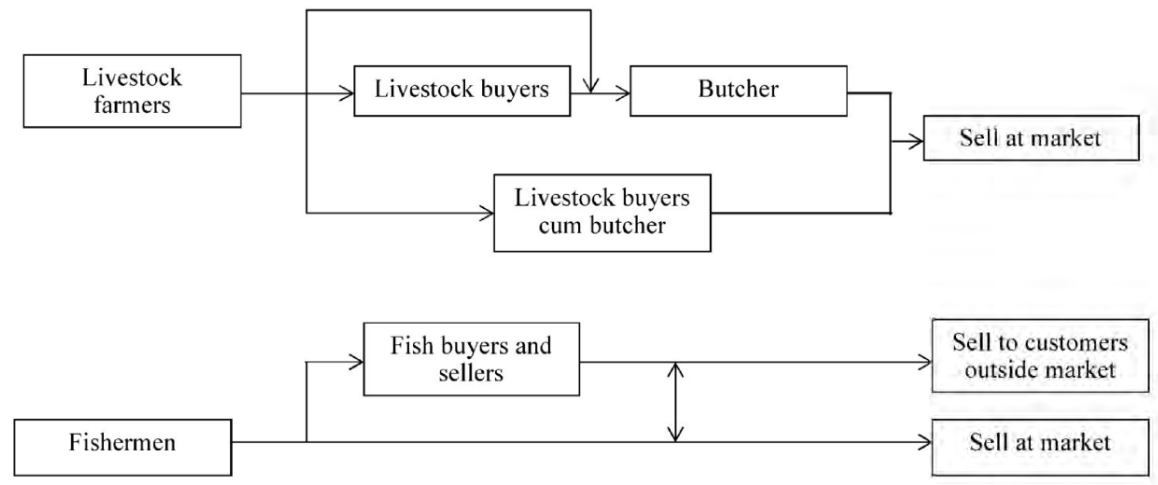 Livestock
farmers
Livestock buyers
Butcher
Sell at market
Livestock buyers
cum butcher
Fish buyers and
sellers
Sell to customers
outside market
Fishermen
Sell at market